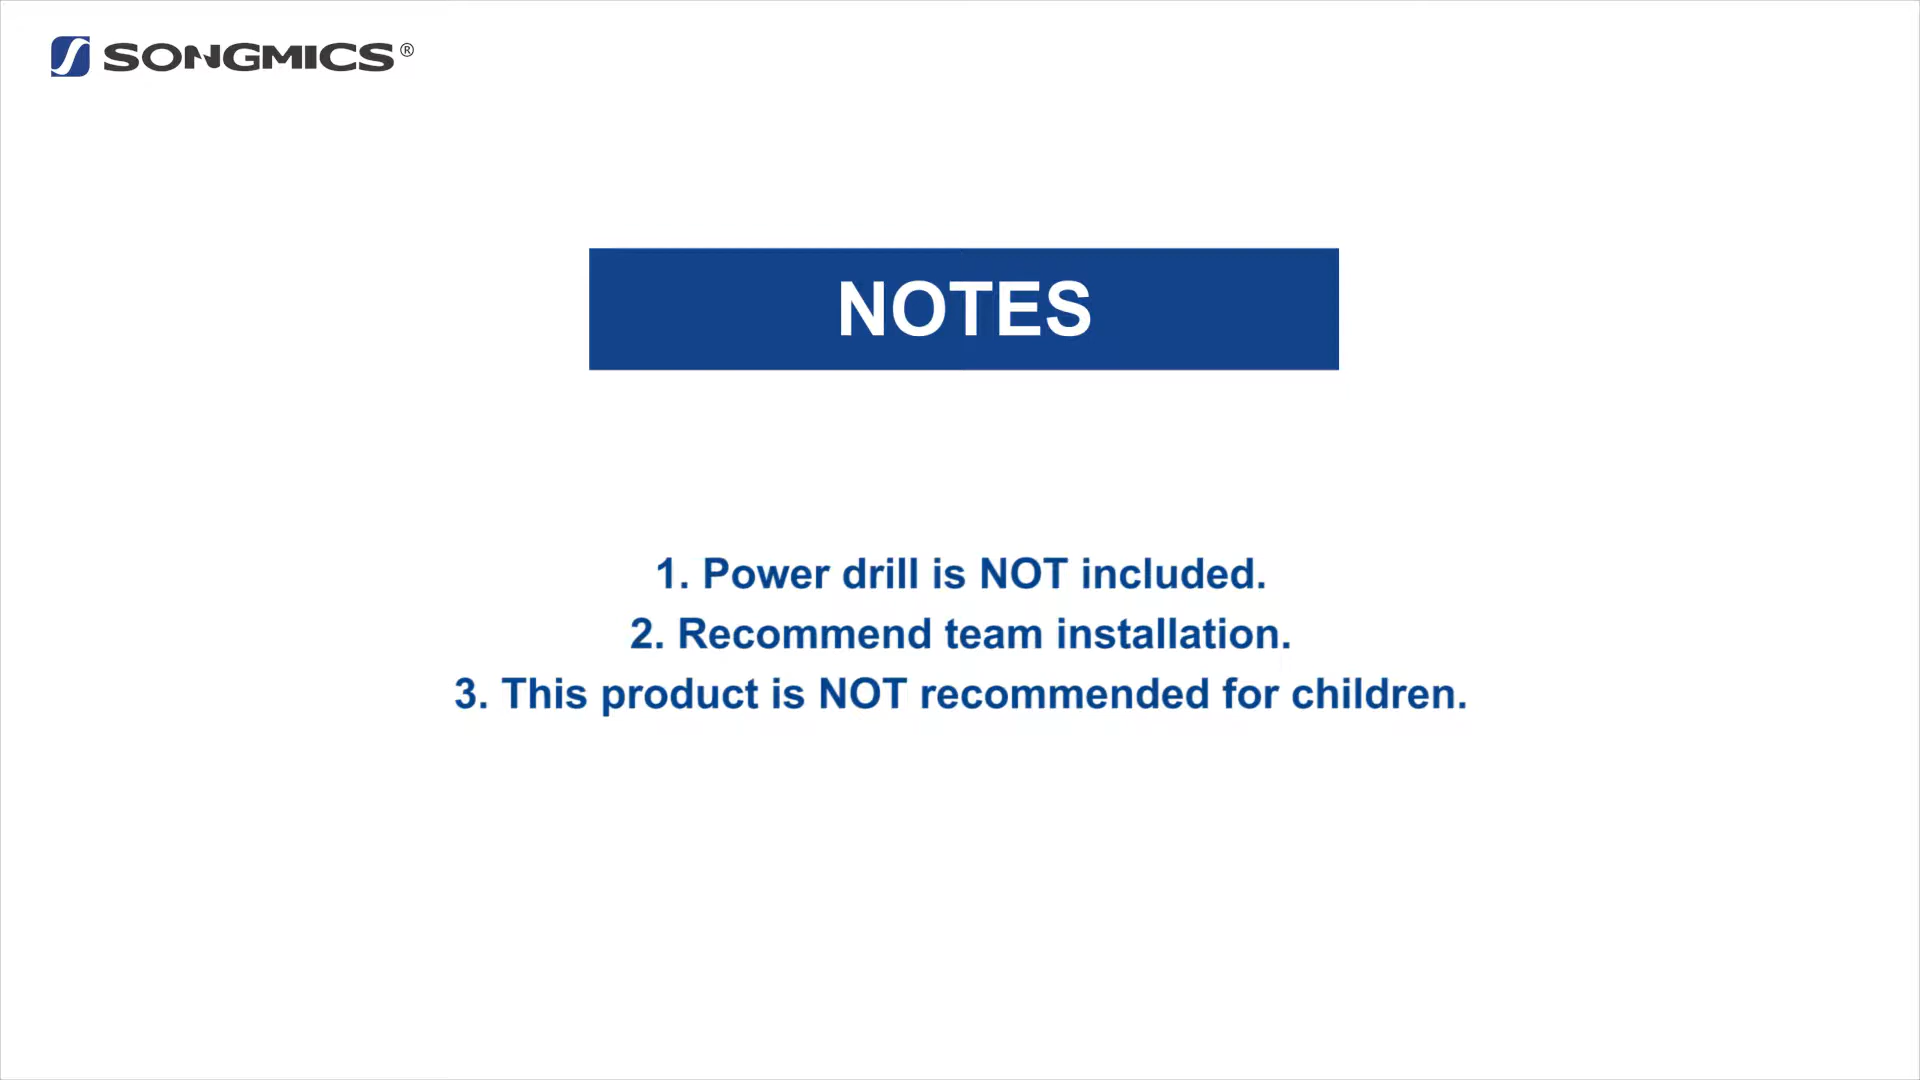 SONGMICS®
NOTES
1. Power drill is NOT included.
2. Recommend team installation.
3. This product is NOT recommended for children.